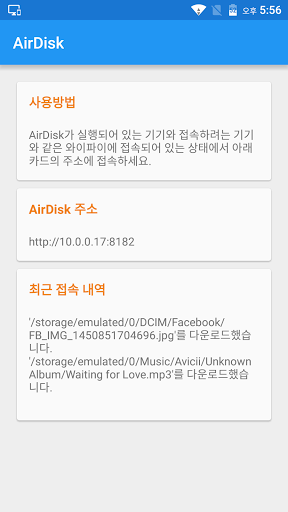 오후 5:56
AirDisk
사용방법
AirDisk가 실행되어 있는 기기와 접속하려는 기기
와 같은 와이파이에 접속되어 있는 상태에서 아래
카드의 주소에 접속하세요.
AirDisk 주소
http://10.0.0.17:8182
최근 접속 내역
'/storage/emulated/0/DCIM/Facebook/
FB_IMG_1450851704696.jpg'를 다운로드했습
니다.
'/storage/emulated/0/Music/Avicii/Unknown
Album/Waiting for Love.mp3'를 다운로드했습
니다.